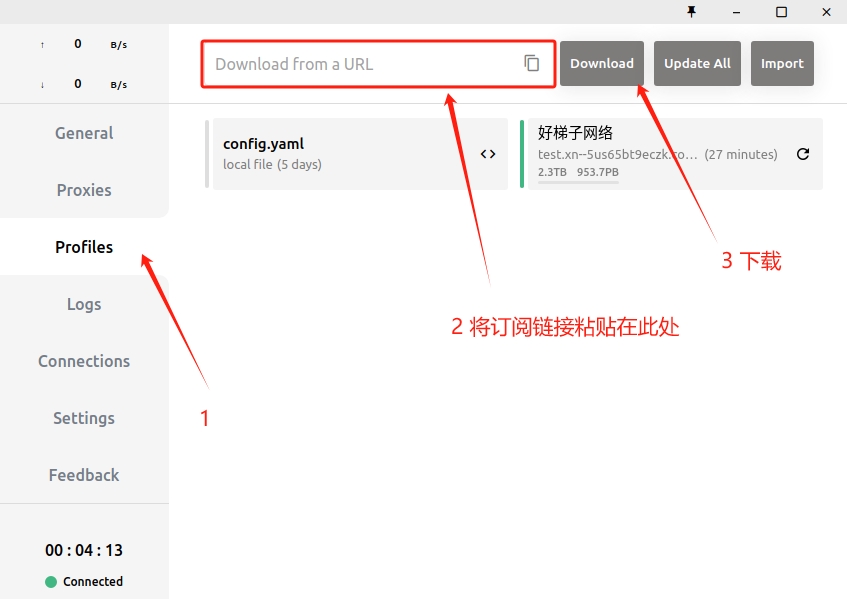 ↑ 0 B/s
↓ 0 B/s
General
Proxies
Profiles
Logs
Connections
Settings
Feedback
00 : 04 : 13
Connected
Download from a URL
Download
Update All
Import
config.yaml
local file (5 days)
好梯子网络
test.xn--5us65bt9eczk.co... (27 minutes)
2.3TB 953.7PB
3 下载
2 将订阅链接粘贴在此处
1